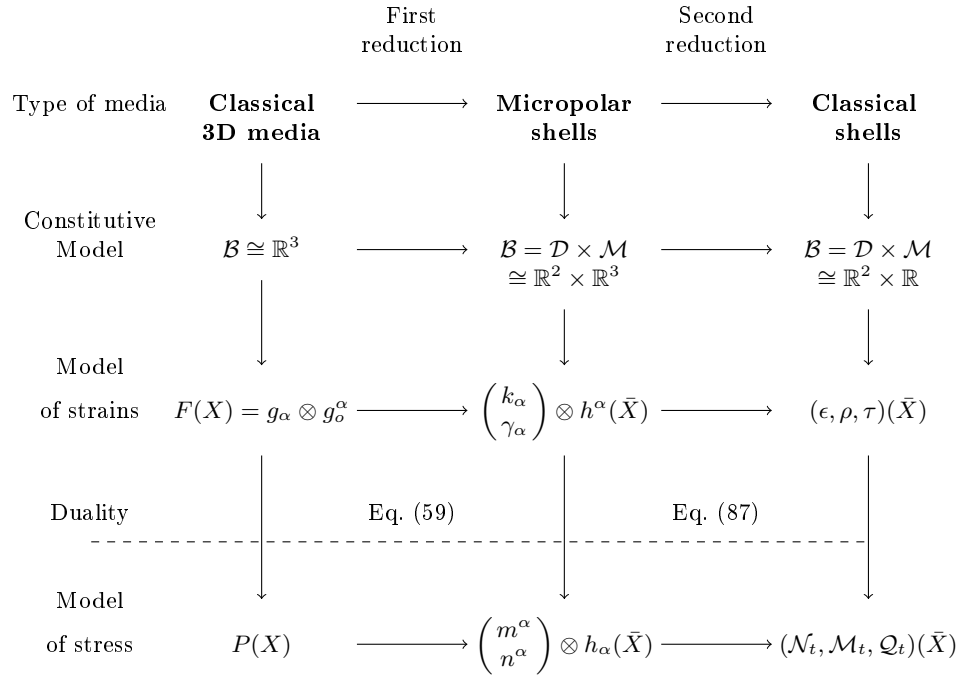 First Second
reduction reduction
Type of media Classical Micropolar Classical
3D media shells shells
Constitutive
Model ℬ ≅ ℝ³ ℬ = 𝒟 × ℳ ℬ = 𝒟 × ℳ
≅ ℝ² × ℝ³ ≅ ℝ² × ℝ
Model
of strains F(X) = g_α ⊗ g_o^α (k_α γ_α) ⊗ h^α(X̄) (ϵ, ρ, τ)(X̄)
Duality Eq. (59) Eq. (87)
Model
of stress P(X) (m^α n^α) ⊗ h_α(X̄) (𝒩_t, ℳ_t, 𝒬_t)(X̄)